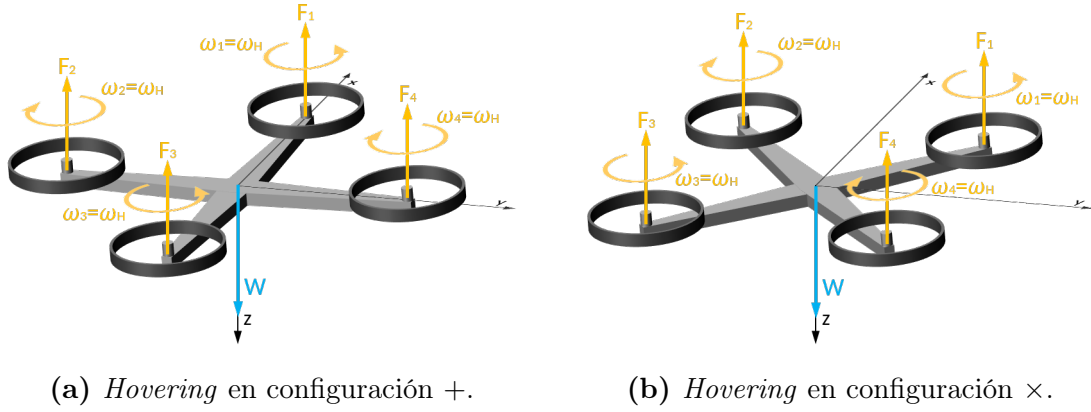 F₁
ω₁=ωH
x
F₂
ω₂=ωH
F₄
ω₄=ωH
F₃
ω₃=ωH
y
W
z
(a) Hovering en configuración +.
F₂
ω₂=ωH
x
F₁
ω₁=ωH
F₃
ω₃=ωH
F₄
ω₄=ωH
y
W
z
(b) Hovering en configuración ×.